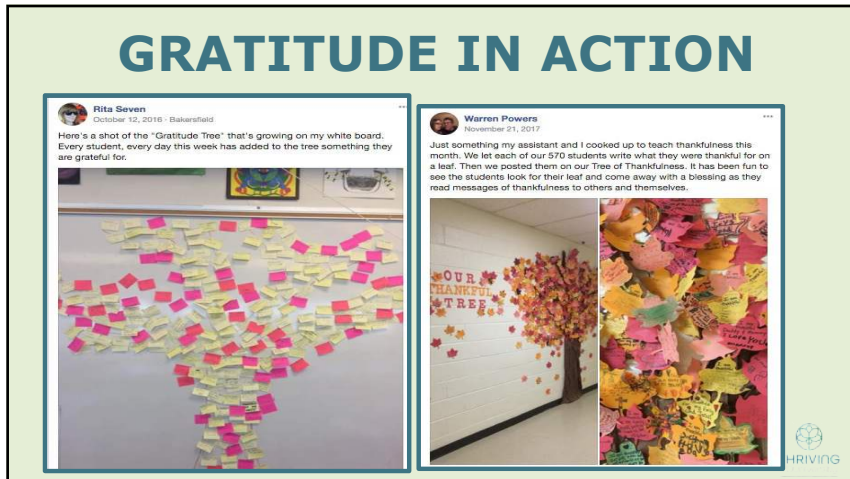 GRATITUDE IN ACTION
Rita Seven
October 12, 2016 · Bakersfield
Here's a shot of the "Gratitude Tree" that's growing on my white board.
Every student, every day this week has added to the tree something they
are grateful for.
Warren Powers
November 21, 2017
Just something my assistant and I cooked up to teach thankfulness this
month. We let each of our 570 students write what they were thankful for on
a leaf. Then we posted them on our Tree of Thankfulness. It has been fun to
see the students look for their leaf and come away with a blessing as they
read messages of thankfulness to others and themselves.
OUR
THANKFUL
TREE
HRIVING